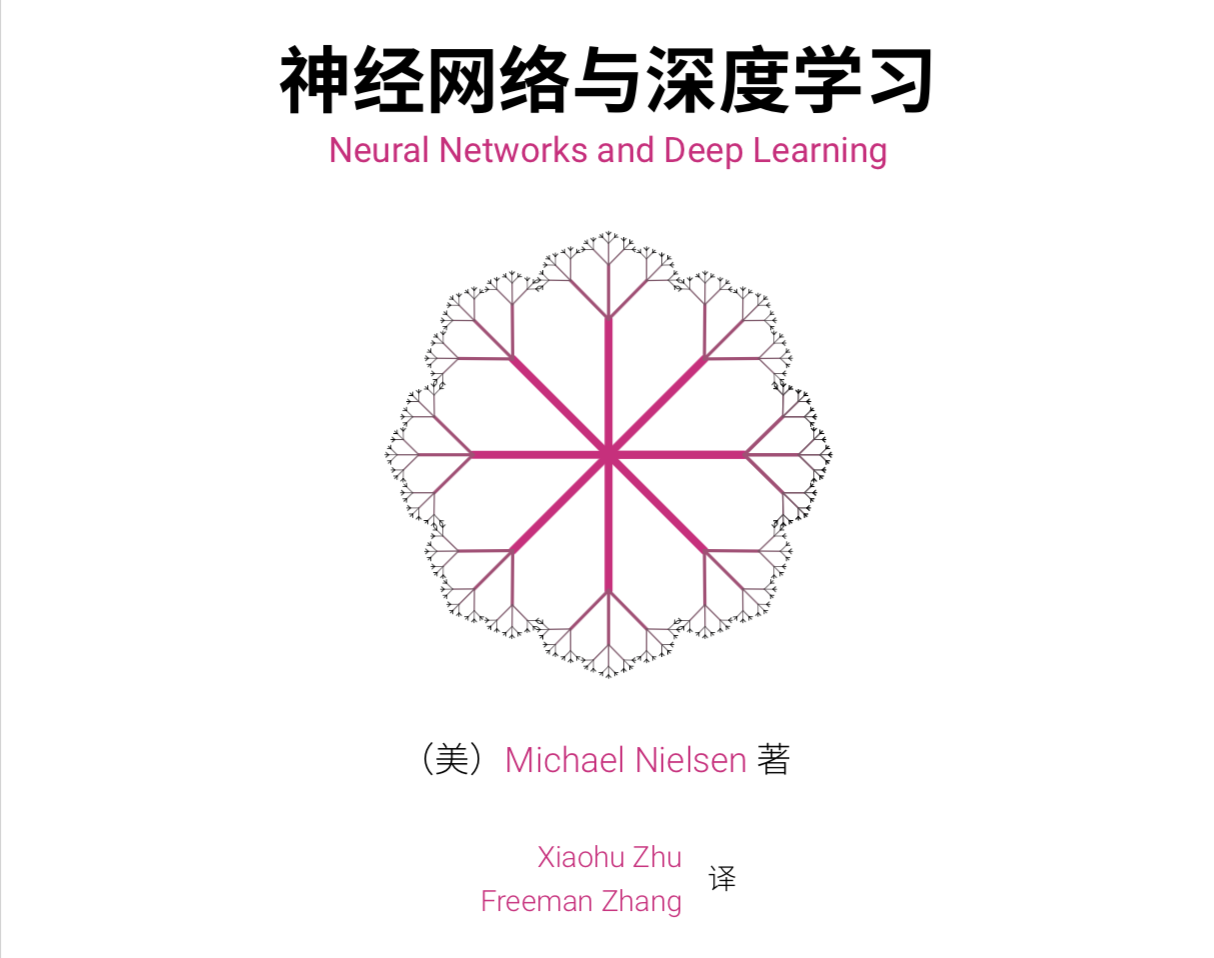 神经网络与深度学习
Neural Networks and Deep Learning
（美）Michael Nielsen 著
Xiaohu Zhu
Freeman Zhang
译